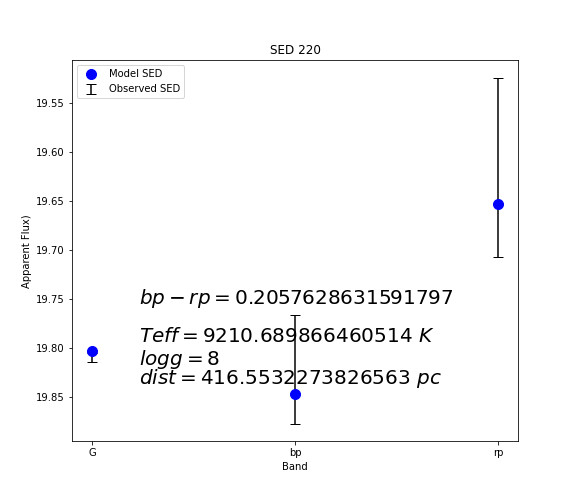 SED 220
Model SED
Observed SED
19.55
19.60
19.65
19.70
19.75
19.80
19.85
Apparent Flux)
bp − rp = 0.2057628631591797
Teff = 9210.689866460514 K
logg = 8
dist = 416.5532273826563 pc
G
bp
rp
Band